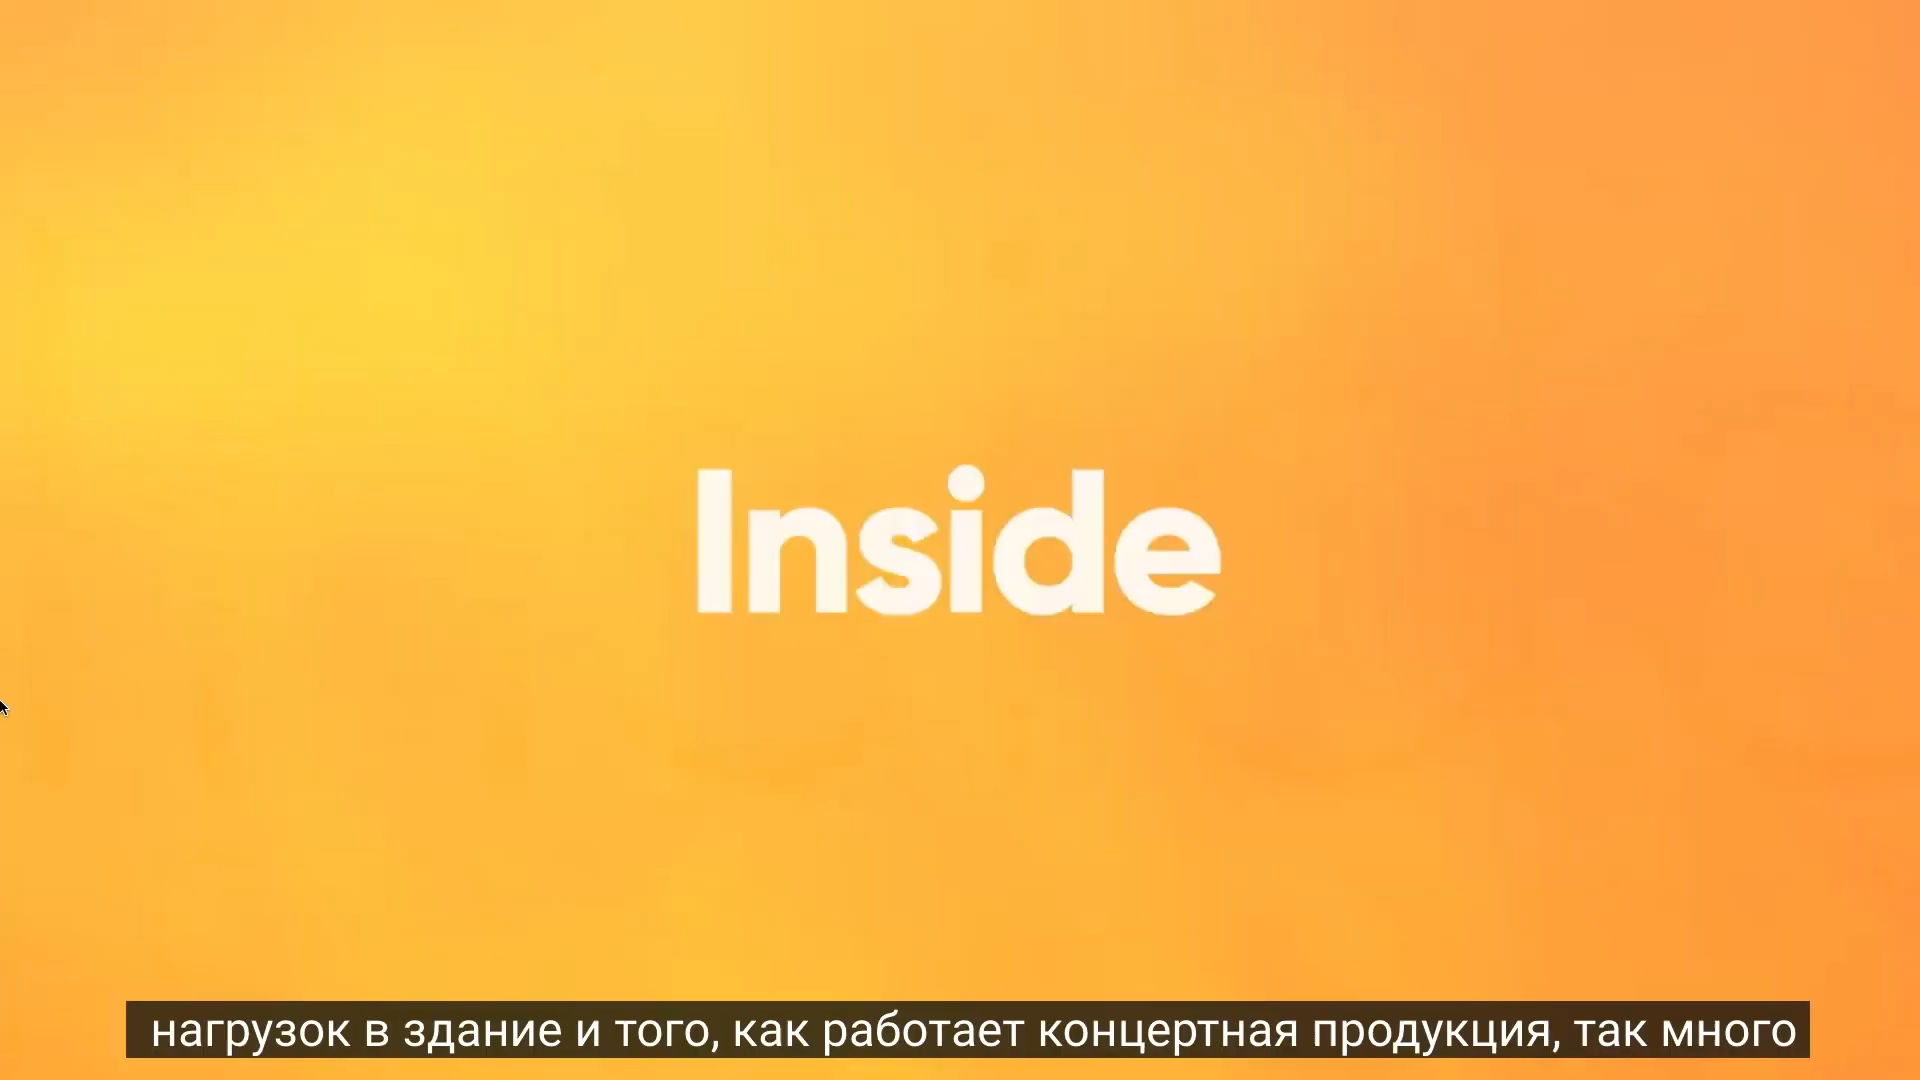 Inside
нагрузок в здание и того, как работает концертная продукция, так много